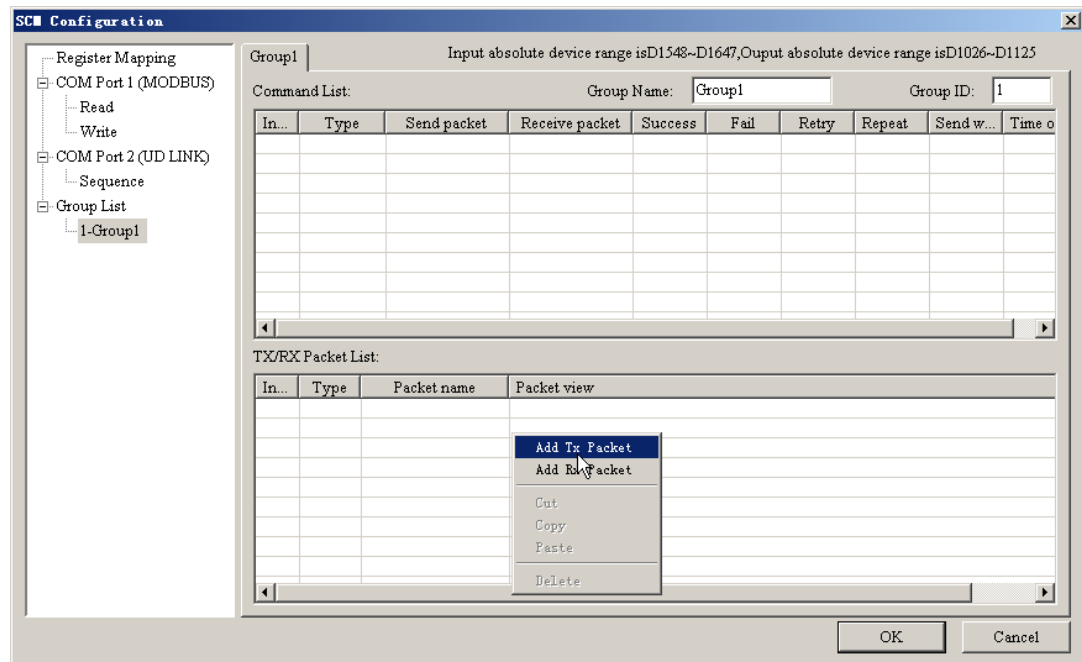 SCM Configuration
Register Mapping
COM Port 1 (MODBUS)
Read
Write
COM Port 2 (UD LINK)
Sequence
Group List
1-Group1
Group1
Input absolute device range isD1548~D1647,Ouput absolute device range isD1026~D1125
Command List:
Group Name:
Group1
Group ID:
1
In... Type Send packet Receive packet Success Fail Retry Repeat Send w... Time o
TX/RX Packet List:
In... Type Packet name Packet view
Add Tx Packet
Add Rx Packet
Cut
Copy
Paste
Delete
OK
Cancel